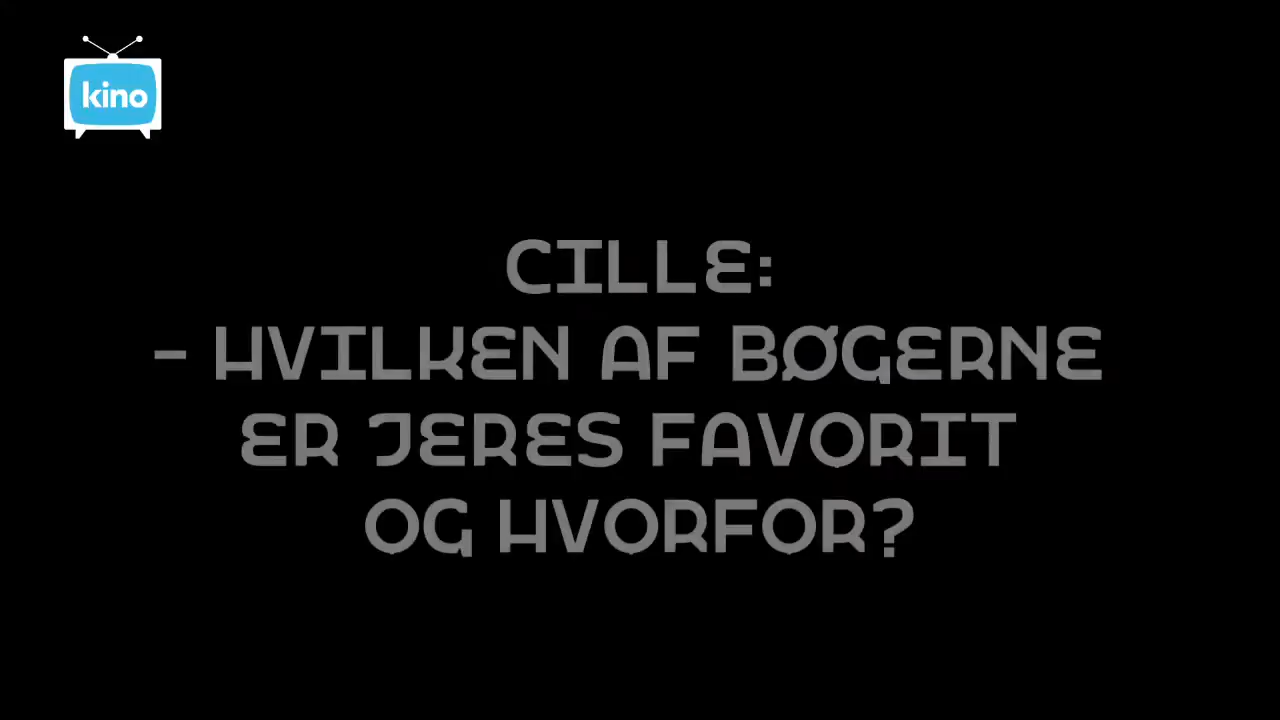 kino
CILLE:
- HVILKEN AF BØGERNE
ER JERES FAVORIT
OG HVORFOR?